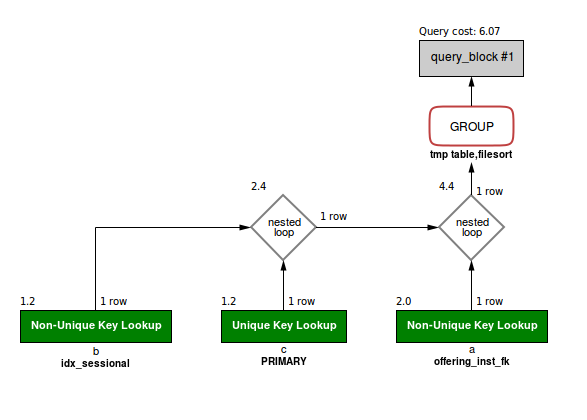 Query cost: 6.07
query_block #1
GROUP
tmp table,filesort
2.4
4.4
1 row
nested
loop
1 row
nested
loop
1.2
1 row
1.2
1 row
2.0
1 row
Non-Unique Key Lookup
Unique Key Lookup
Non-Unique Key Lookup
b
c
a
idx_sessional
PRIMARY
offering_inst_fk